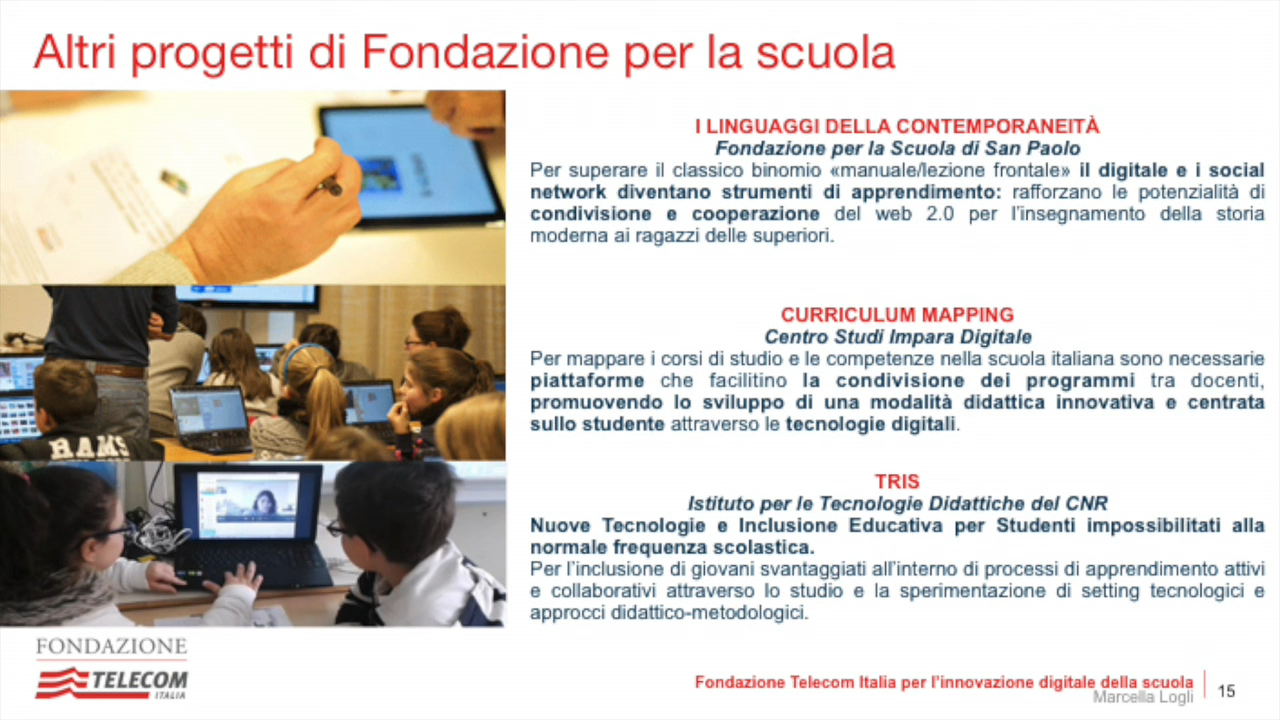 Altri progetti di Fondazione per la scuola
I LINGUAGGI DELLA CONTEMPORANEITÀ
Fondazione per la Scuola di San Paolo
Per superare il classico binomio «manuale/lezione frontale» il digitale e i social
network diventano strumenti di apprendimento: rafforzano le potenzialità di
condivisione e cooperazione del web 2.0 per l'insegnamento della storia
moderna ai ragazzi delle superiori.
CURRICULUM MAPPING
Centro Studi Impara Digitale
Per mappare i corsi di studio e le competenze nella scuola italiana sono necessarie
piattaforme che facilitino la condivisione dei programmi tra docenti,
promuovendo lo sviluppo di una modalità didattica innovativa e centrata
sullo studente attraverso le tecnologie digitali.
TRIS
Istituto per le Tecnologie Didattiche del CNR
Nuove Tecnologie e Inclusione Educativa per Studenti impossibilitati alla
normale frequenza scolastica.
Per l'inclusione di giovani svantaggiati all'interno di processi di apprendimento attivi
e collaborativi attraverso lo studio e la sperimentazione di setting tecnologici e
approcci didattico-metodologici.
RAMS
FONDAZIONE
TELECOM
ITALIA
Fondazione Telecom Italia per l'innovazione digitale della scuola
Marcella Logli
15